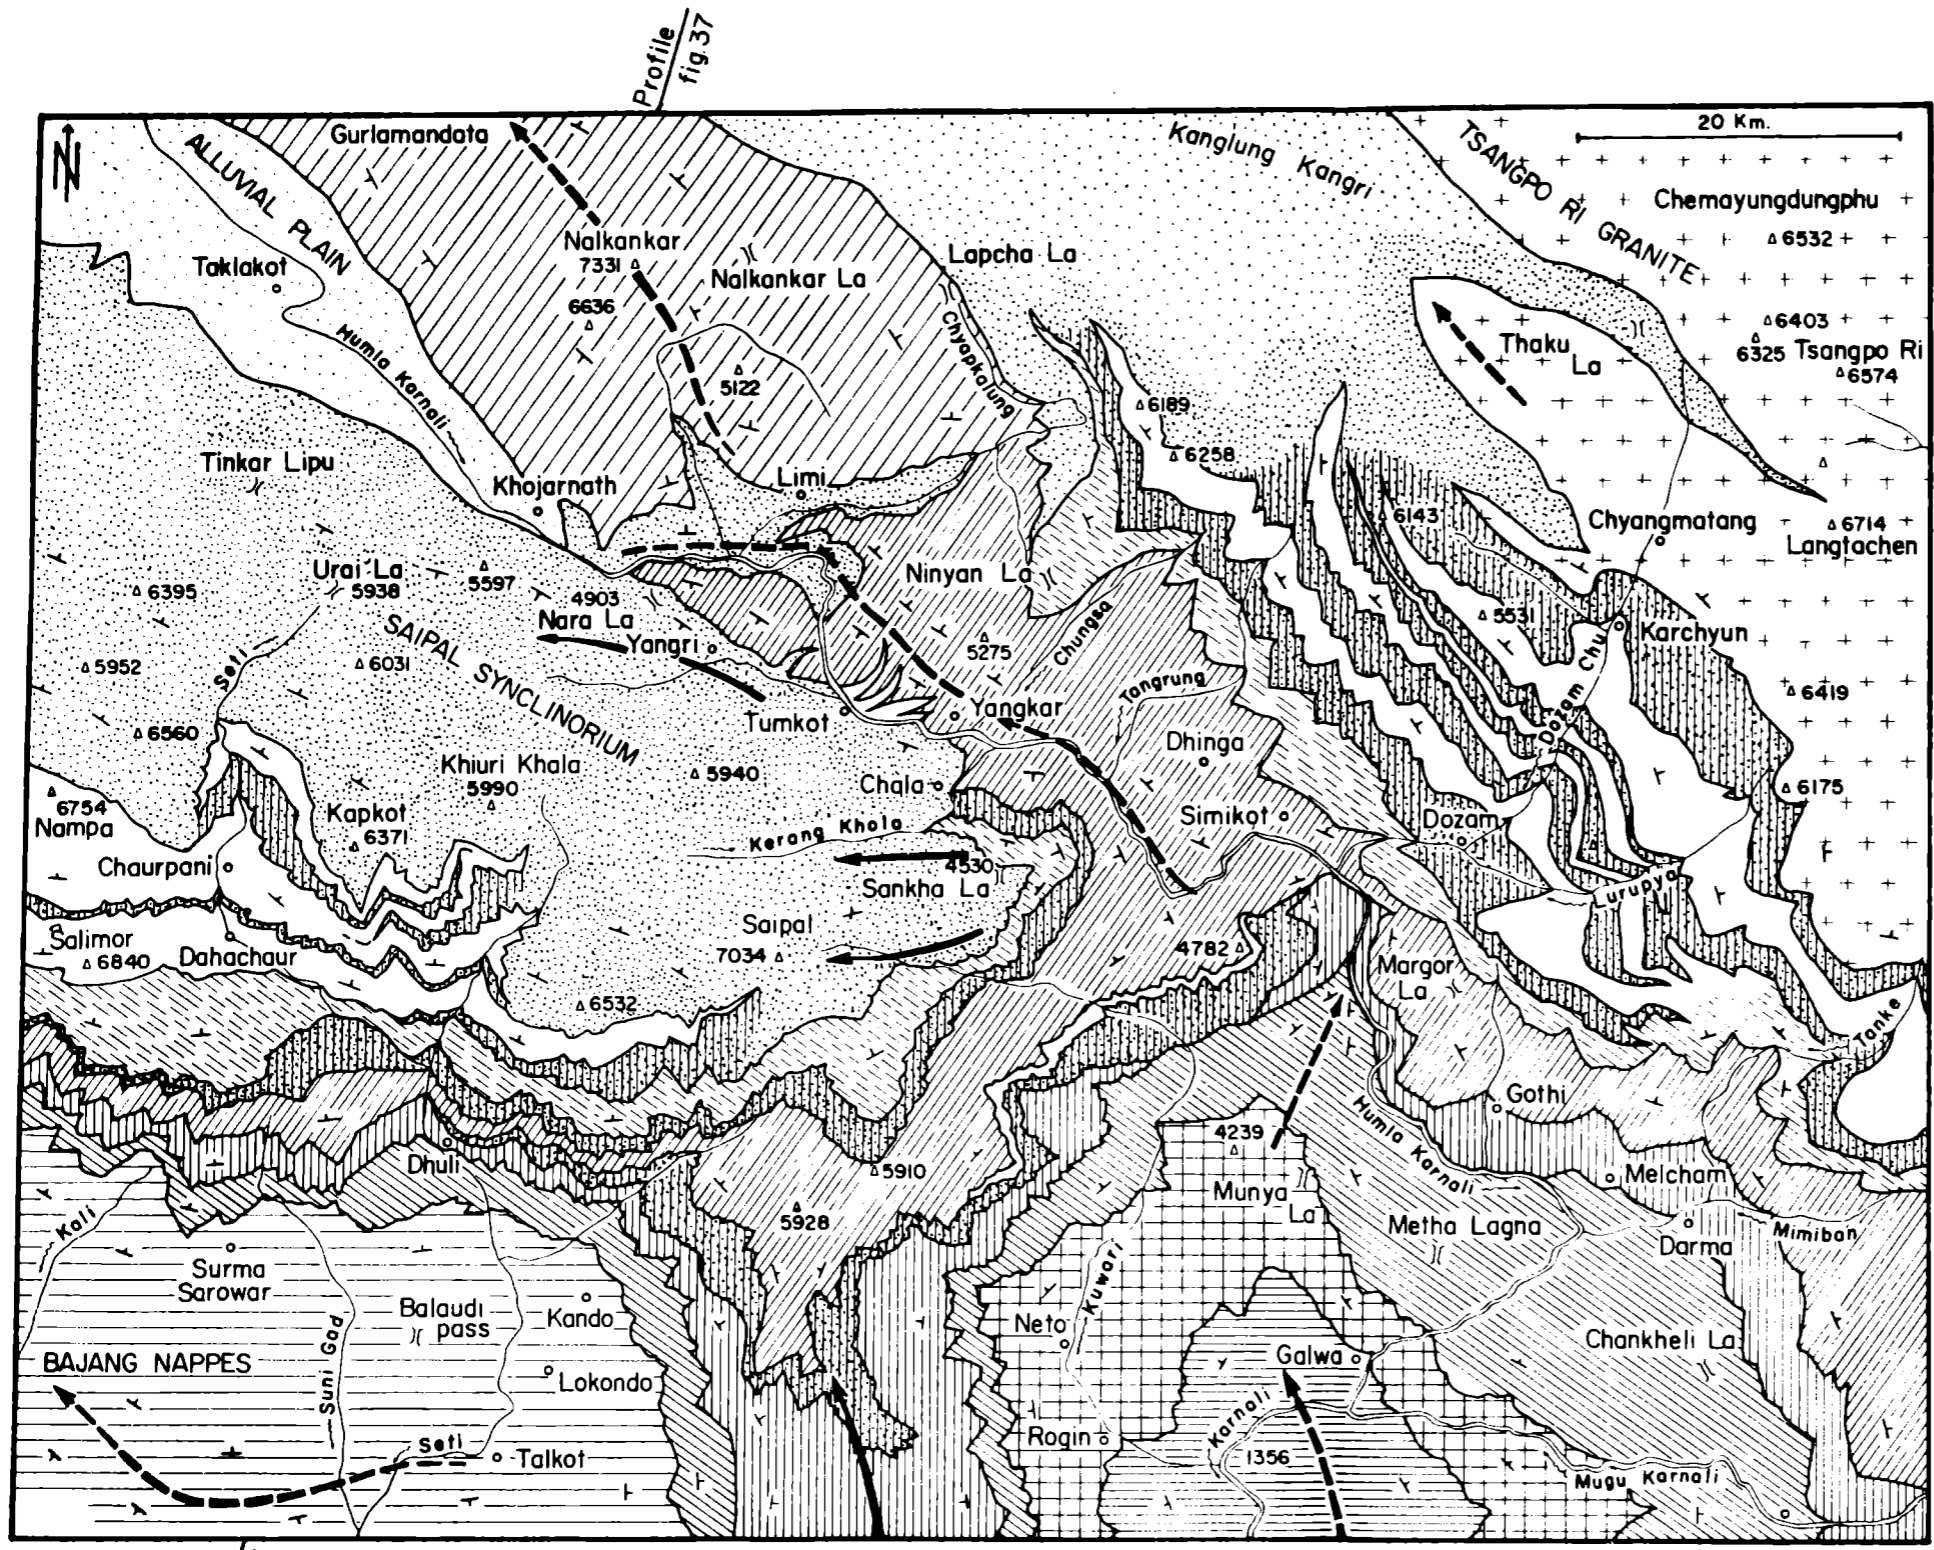 Profile
fig.37
N
20 Km.
Gurlamandata
Kanglung Kangri
TSANGPO RI GRANITE
ALLUVIAL PLAIN
Chemayungdungphu
6532
Taklakot
Nalkankar
7331
Nalkankar La
Lapcha La
6636
6403
6325 Tsangpo Ri
6574
Thaku La
Humla Karnali
5122
Chyapkalung
6189
6258
Tinkar Lipu
Khojarnath
Limi
6143
Chyangmatang
6714
Langtachen
Urai La
5938
5597
6395
4903
Nara La
Ninyan La
Chungsa
5531
Karchyun
SAIPAL SYNCLINORIUM
Yangri
5275
Dozam Chu
5952
Seti
6031
Tangrung
6419
6560
Tumkot
Yangkar
Dhinga
Khiuri Khala
5990
5940
Chala
6754
Nampa
Kapkot
6371
Simikot
Dozam
6175
Kerang Khola
Chaurpani
4530
Sankha La
Lurupya
Salimor
6840
Dahachaur
Saipal
7034
4782
Margor
La
6532
Tanke
Gothi
Humla Karnali
4239
Dhuli
5910
Melcham
Munya
La
5928
Metha Lagna
Mimiban
Darma
Kali
Surma
Sarowar
Kuwari
Balaudi
pass
Kando
Neto
Chankheli La
BAJANG NAPPES
Suni Gad
Lokondo
Galwa
Karnali
Rogin
1356
Seti
Talkot
Mugu Karnali